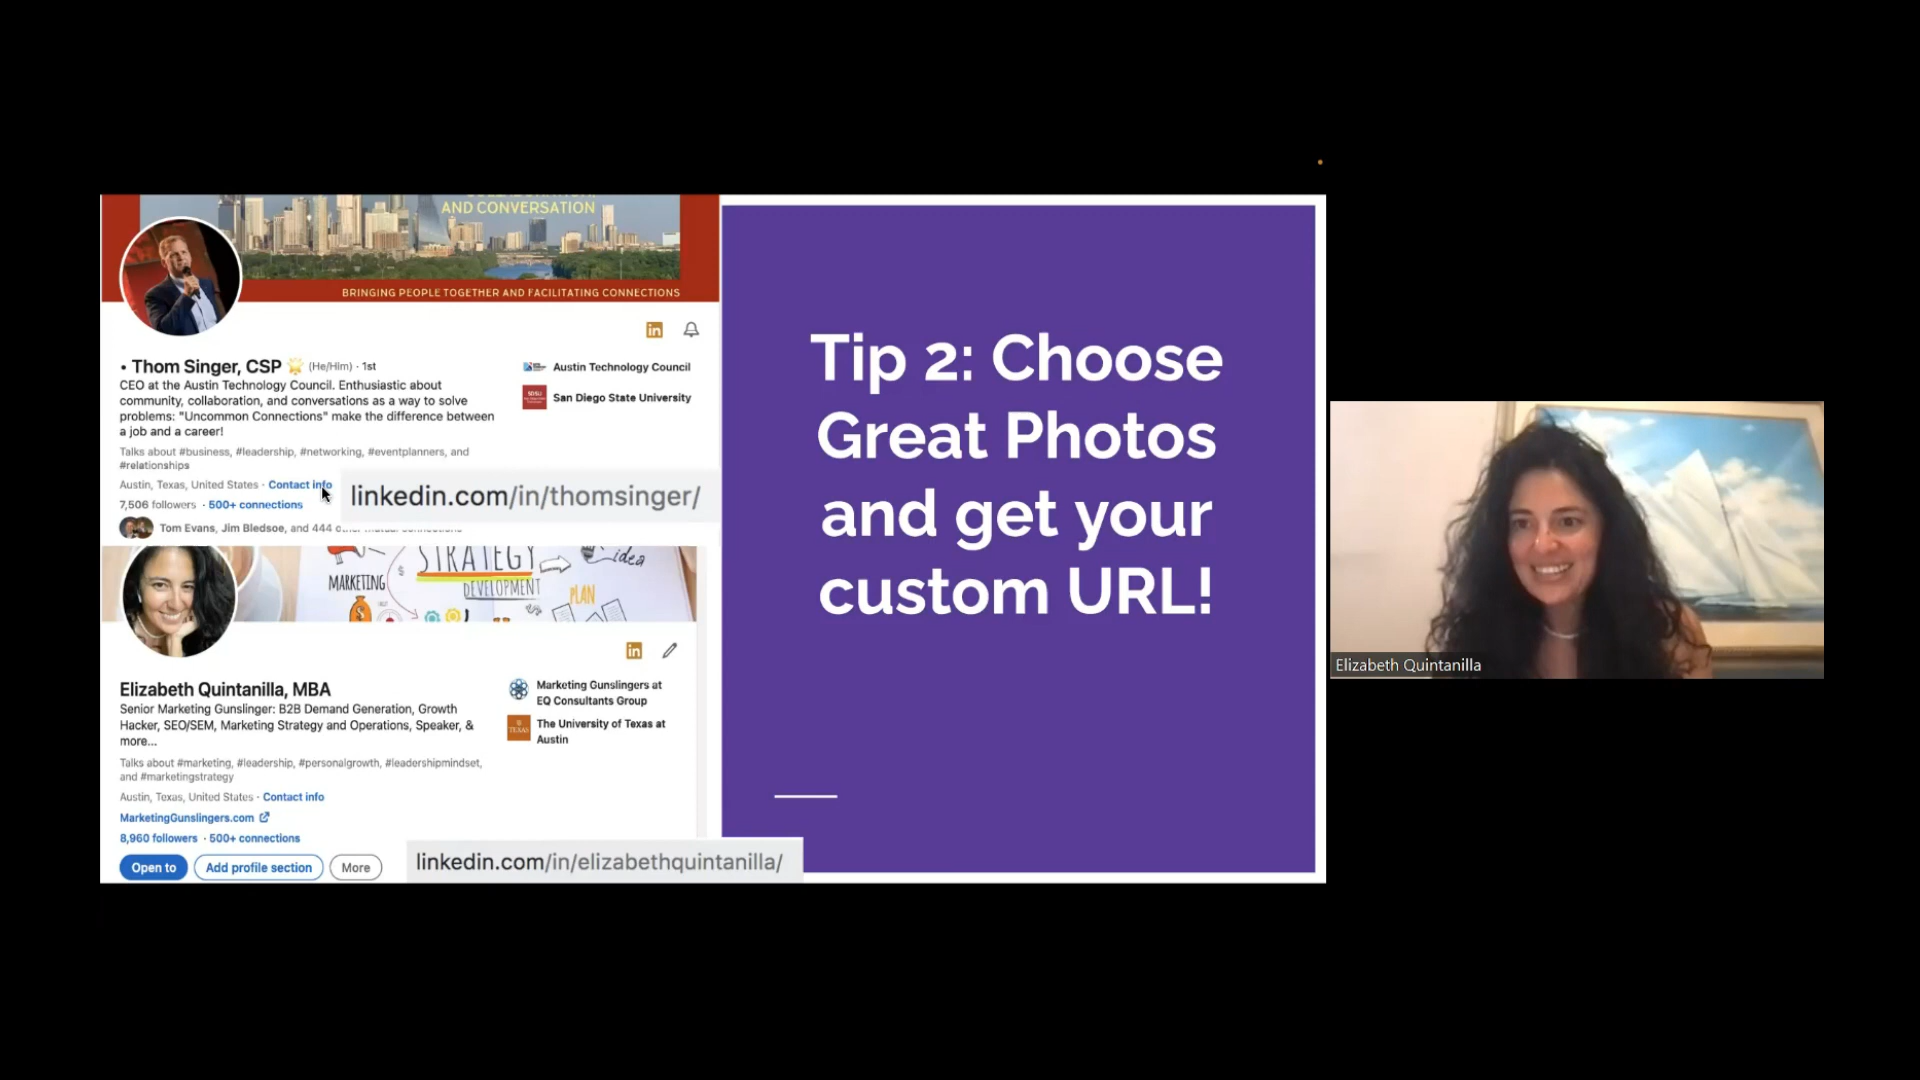 AND CONVERSATION
BRINGING PEOPLE TOGETHER AND FACILITATING CONNECTIONS
in
• Thom Singer, CSP (He/Him) · 1st
CEO at the Austin Technology Council. Enthusiastic about
community, collaboration, and conversations as a way to solve
problems: "Uncommon Connections" make the difference between
a job and a career!
Talks about #business, #leadership, #networking, #eventplanners, and
#relationships
Austin, Texas, United States · Contact info
7,506 followers · 500+ connections
Tom Evans, Jim Bledsoe, and 444
Austin Technology Council
SDSU
San Diego State University
linkedin.com/in/thomsinger/
STRATEGY
MARKETING
DEVELOPMENT
idea
PLAN
in
Elizabeth Quintanilla, MBA
Senior Marketing Gunslinger: B2B Demand Generation, Growth
Hacker, SEO/SEM, Marketing Strategy and Operations, Speaker, &
more...
Talks about #marketing, #leadership, #personalgrowth, #leadershipmindset,
and #marketingstrategy
Austin, Texas, United States · Contact info
MarketingGunslingers.com
8,960 followers · 500+ connections
Open to
Add profile section
More
Marketing Gunslingers at
EQ Consultants Group
TEXAS
The University of Texas at
Austin
linkedin.com/in/elizabethquintanilla/
Tip 2: Choose
Great Photos
and get your
custom URL!
Elizabeth Quintanilla